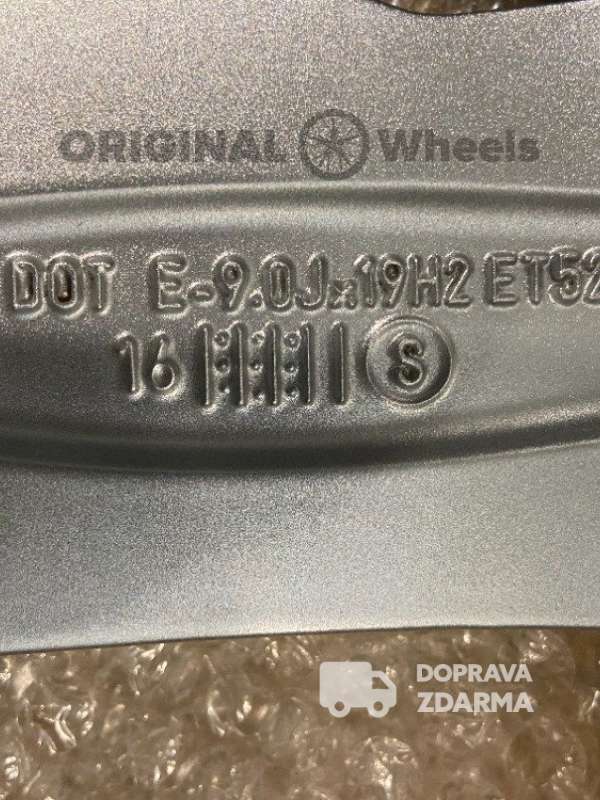 ORIGINAL Wheels
DOT E-9.0Jx19H2 ET52
16 S
DOPRAVA
ZDARMA